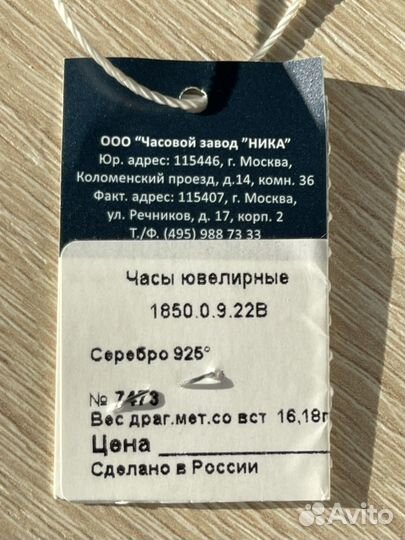 ООО "Часовой завод "НИКА"
Юр. адрес: 115446, г. Москва,
Коломенский проезд, д.14, комн. 36
Факт. адрес: 115407, г. Москва,
ул. Речников, д. 17, корп. 2
Т./Ф. (495) 988 73 33
Часы ювелирные
1850.0.9.22В
Серебро 925°
№ 7473
Вес драг.мет.со вст 16,18г
Цена
Сделано в России
Avito